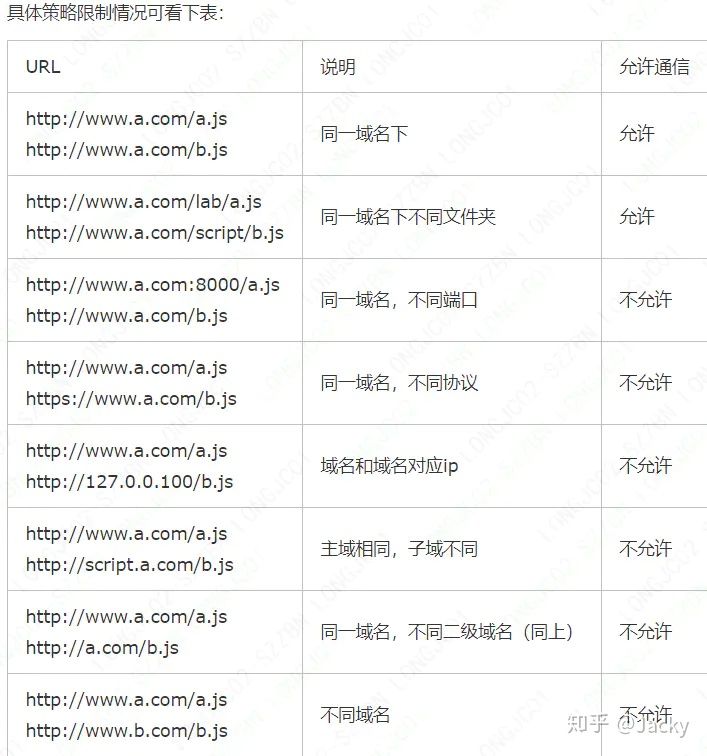 具体策略限制情况可看下表：
URL 说明 允许通信
http://www.a.com/a.js
http://www.a.com/b.js
同一域名下 允许
http://www.a.com/lab/a.js
http://www.a.com/script/b.js
同一域名下不同文件夹 允许
http://www.a.com:8000/a.js
http://www.a.com/b.js
同一域名，不同端口 不允许
http://www.a.com/a.js
https://www.a.com/b.js
同一域名，不同协议 不允许
http://www.a.com/a.js
http://127.0.0.100/b.js
域名和域名对应ip 不允许
http://www.a.com/a.js
http://script.a.com/b.js
主域相同，子域不同 不允许
http://www.a.com/a.js
http://a.com/b.js
同一域名，不同二级域名（同上） 不允许
http://www.a.com/a.js
http://www.b.com/b.js
不同域名 不允许
知乎 @Jacky